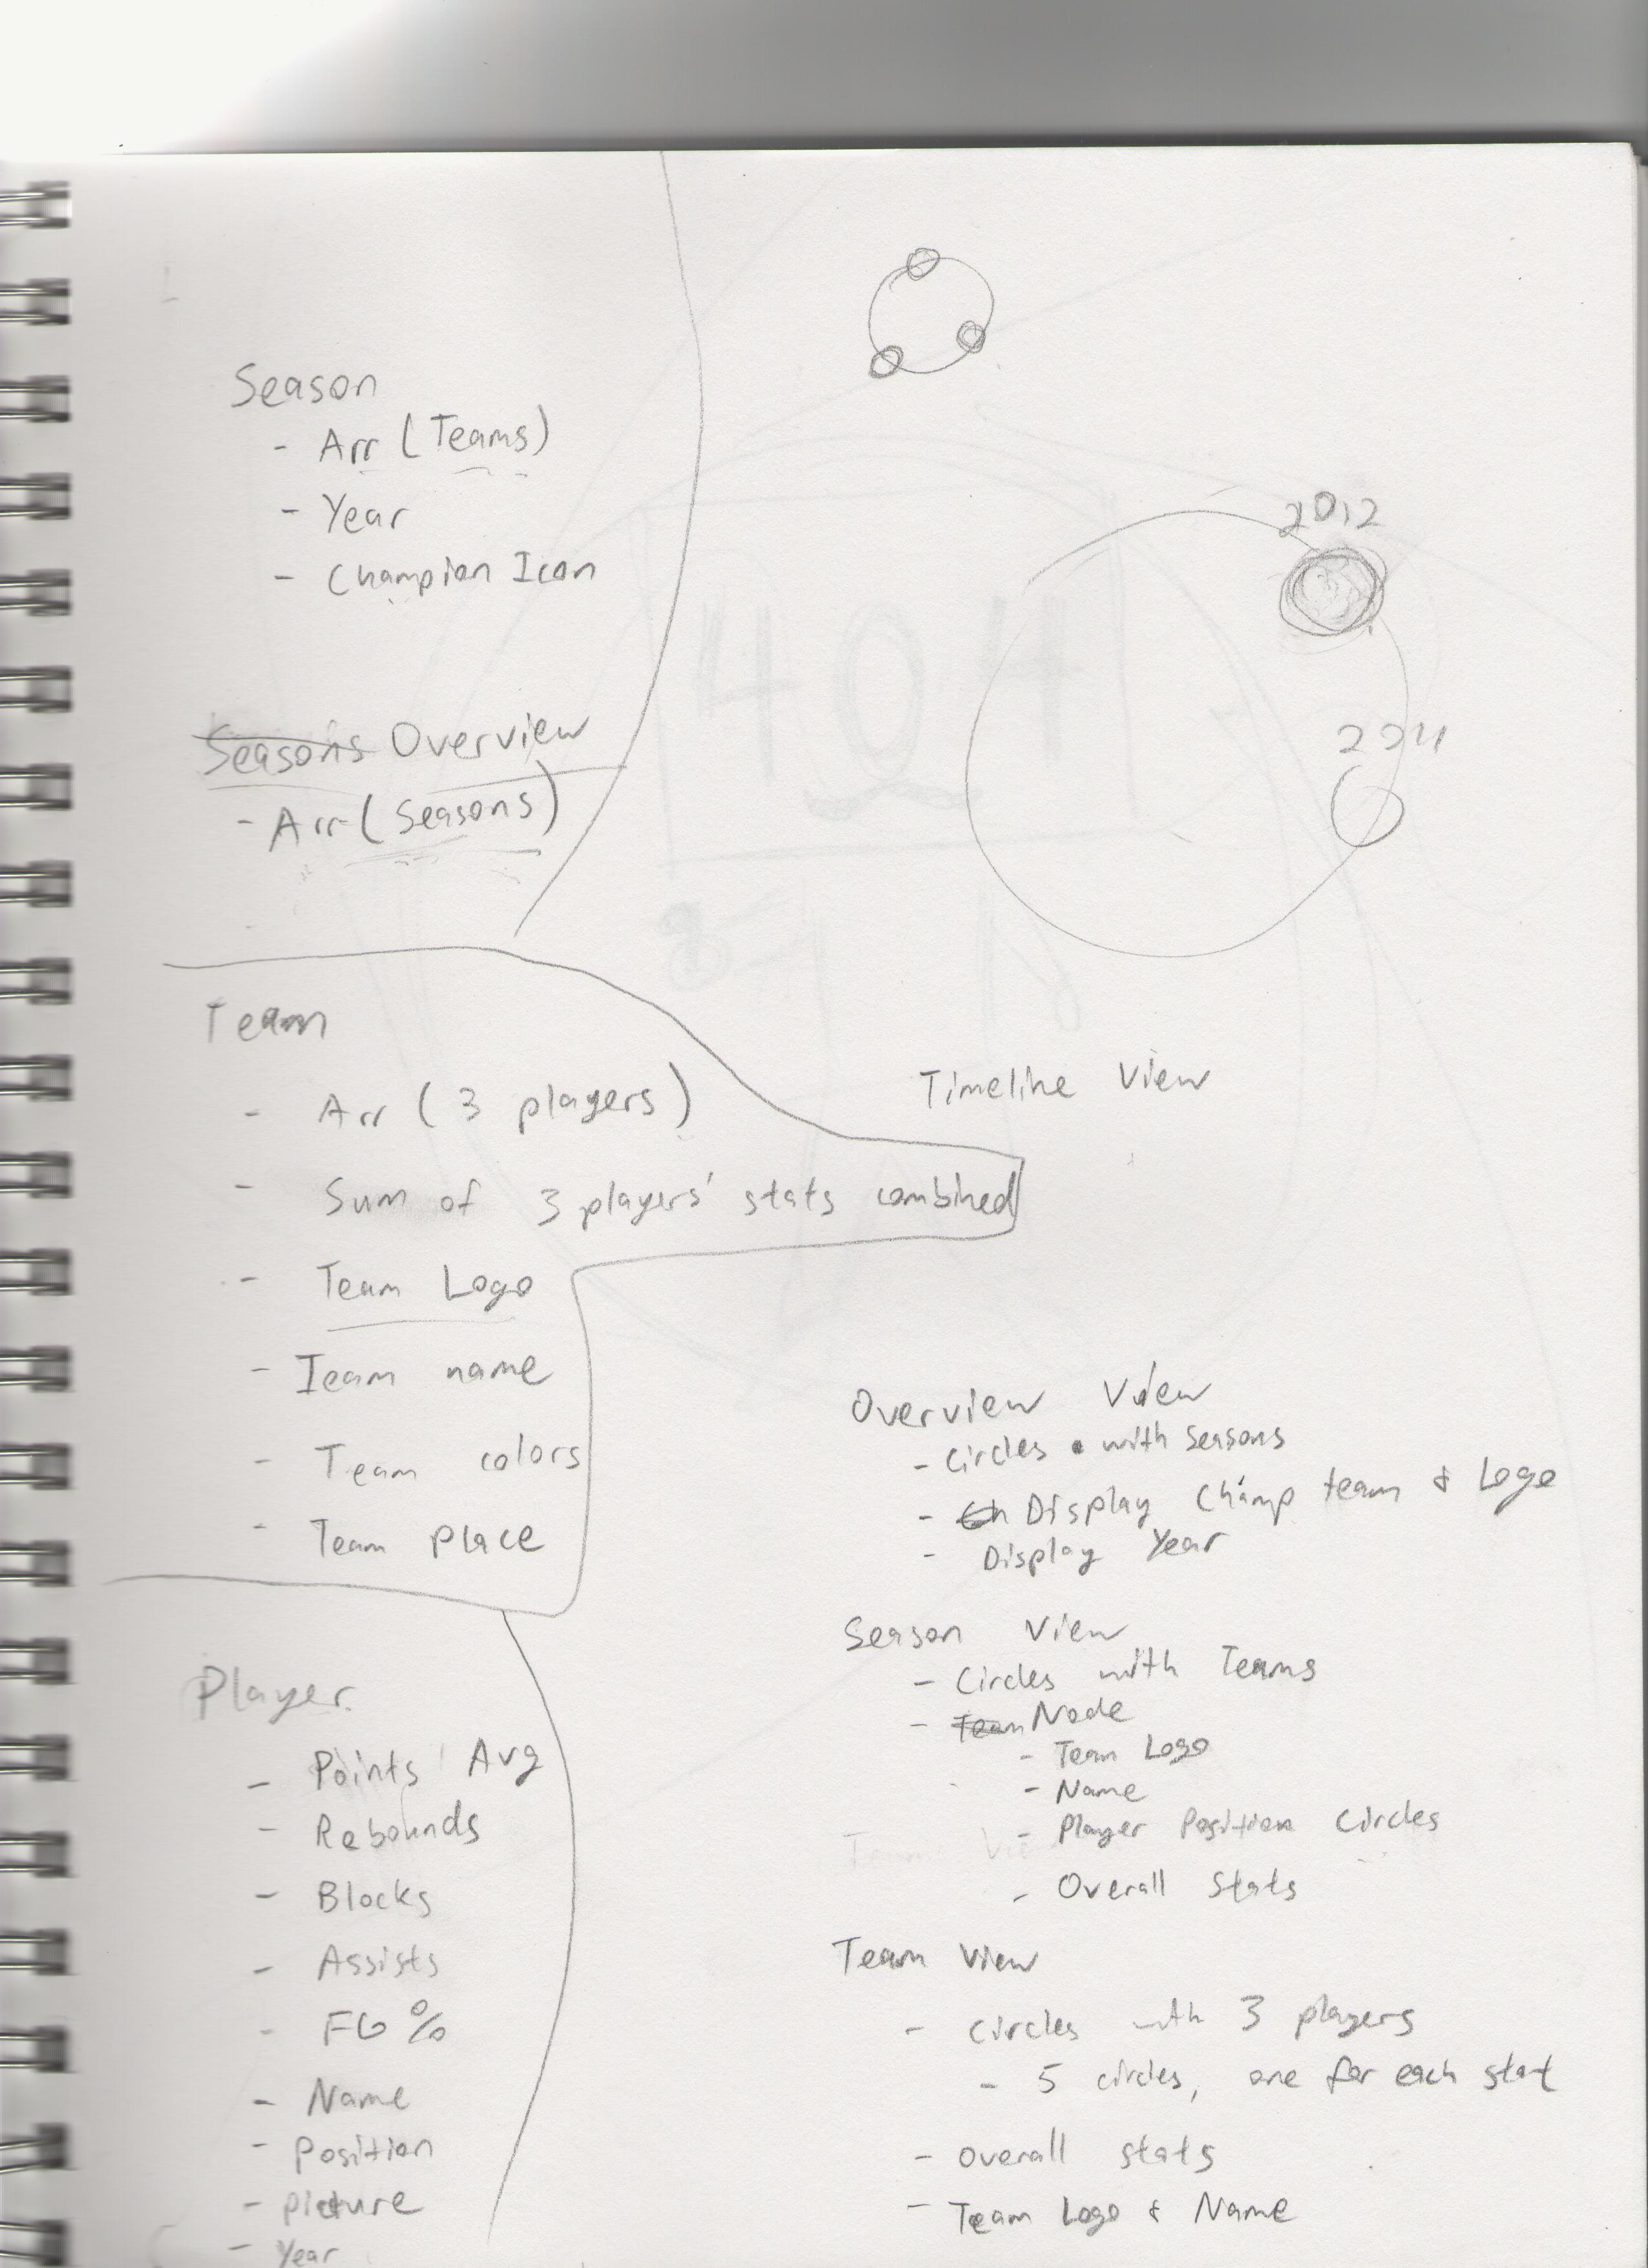 Season
- Arr (Teams)
- Year
- Champion Icon
Seasons Overview
- Arr (Seasons)
Team
- Arr (3 players)
- Sum of 3 players' stats combined
- Team Logo
- Team name
- Team colors
- Team place
Player
- Points Avg
- Rebounds
- Blocks
- Assists
- FG %
- Name
- Position
- Picture
- Year
2012
2011
Timeline View
Overview View
- Circles with Seasons
- Ch Display Champ team & Logo
- Display Year
Season View
- Circles with Teams
- Team Node
- Team Logo
- Name
- Player Position Circles
- Overall Stats
Team View
- Circles with 3 players
- 5 circles, one for each stat
- Overall stats
- Team Logo & Name